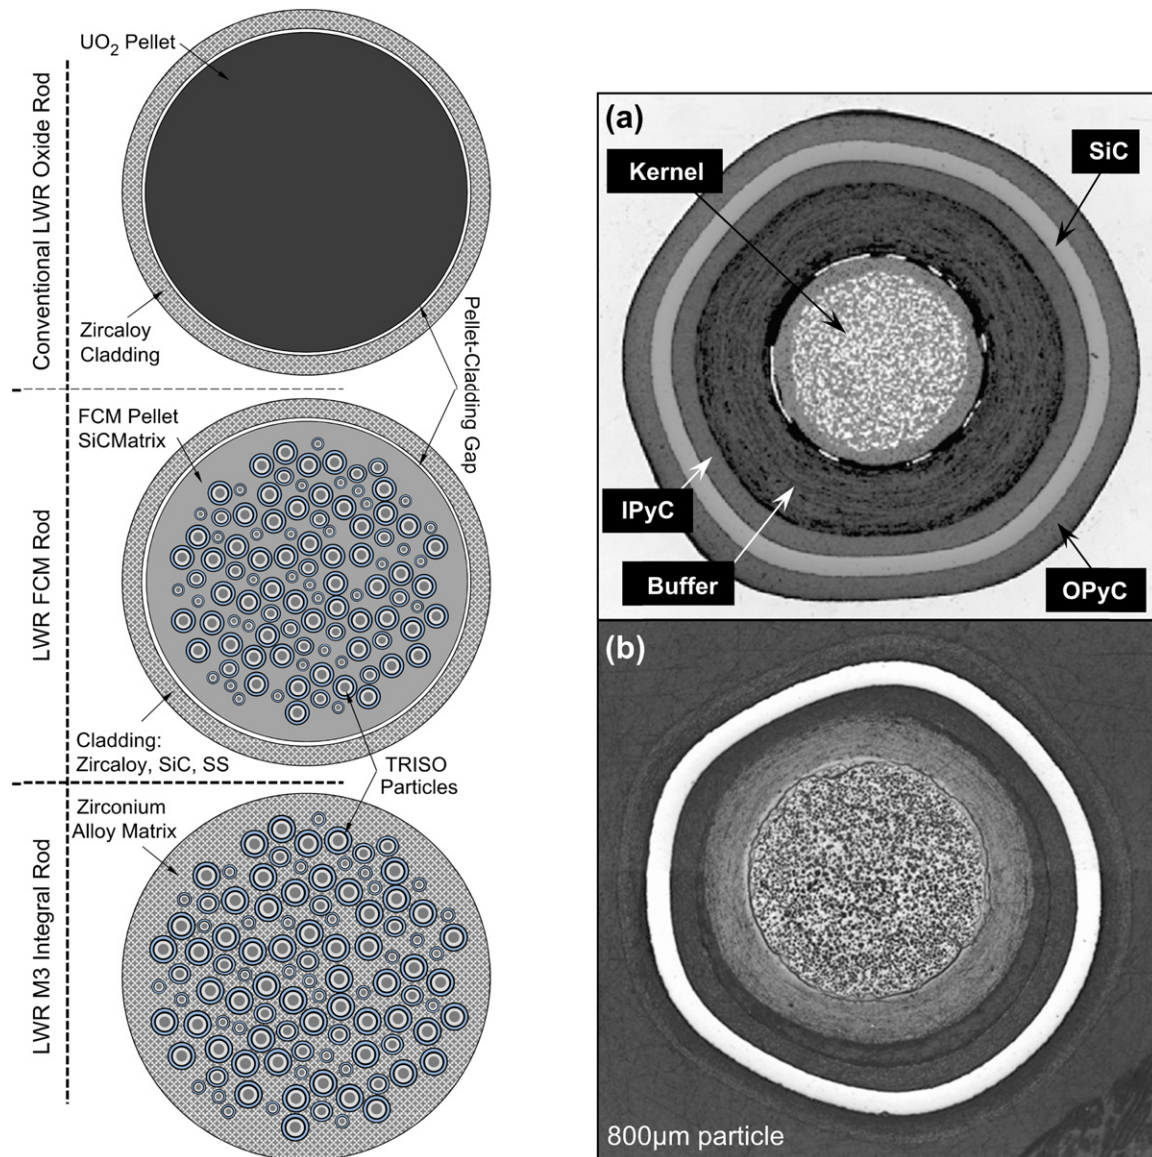 Conventional LWR Oxide Rod
UO₂ Pellet
Zircaloy
Cladding
Pellet-Cladding
Gap
LWR FCM Rod
FCM Pellet
SiCMatrix
Cladding:
Zircaloy, SiC, SS
TRISO
Particles
LWR M3 Integral Rod
Zirconium
Alloy Matrix
(a)
Kernel
SiC
IPyC
Buffer
OPyC
(b)
800µm particle